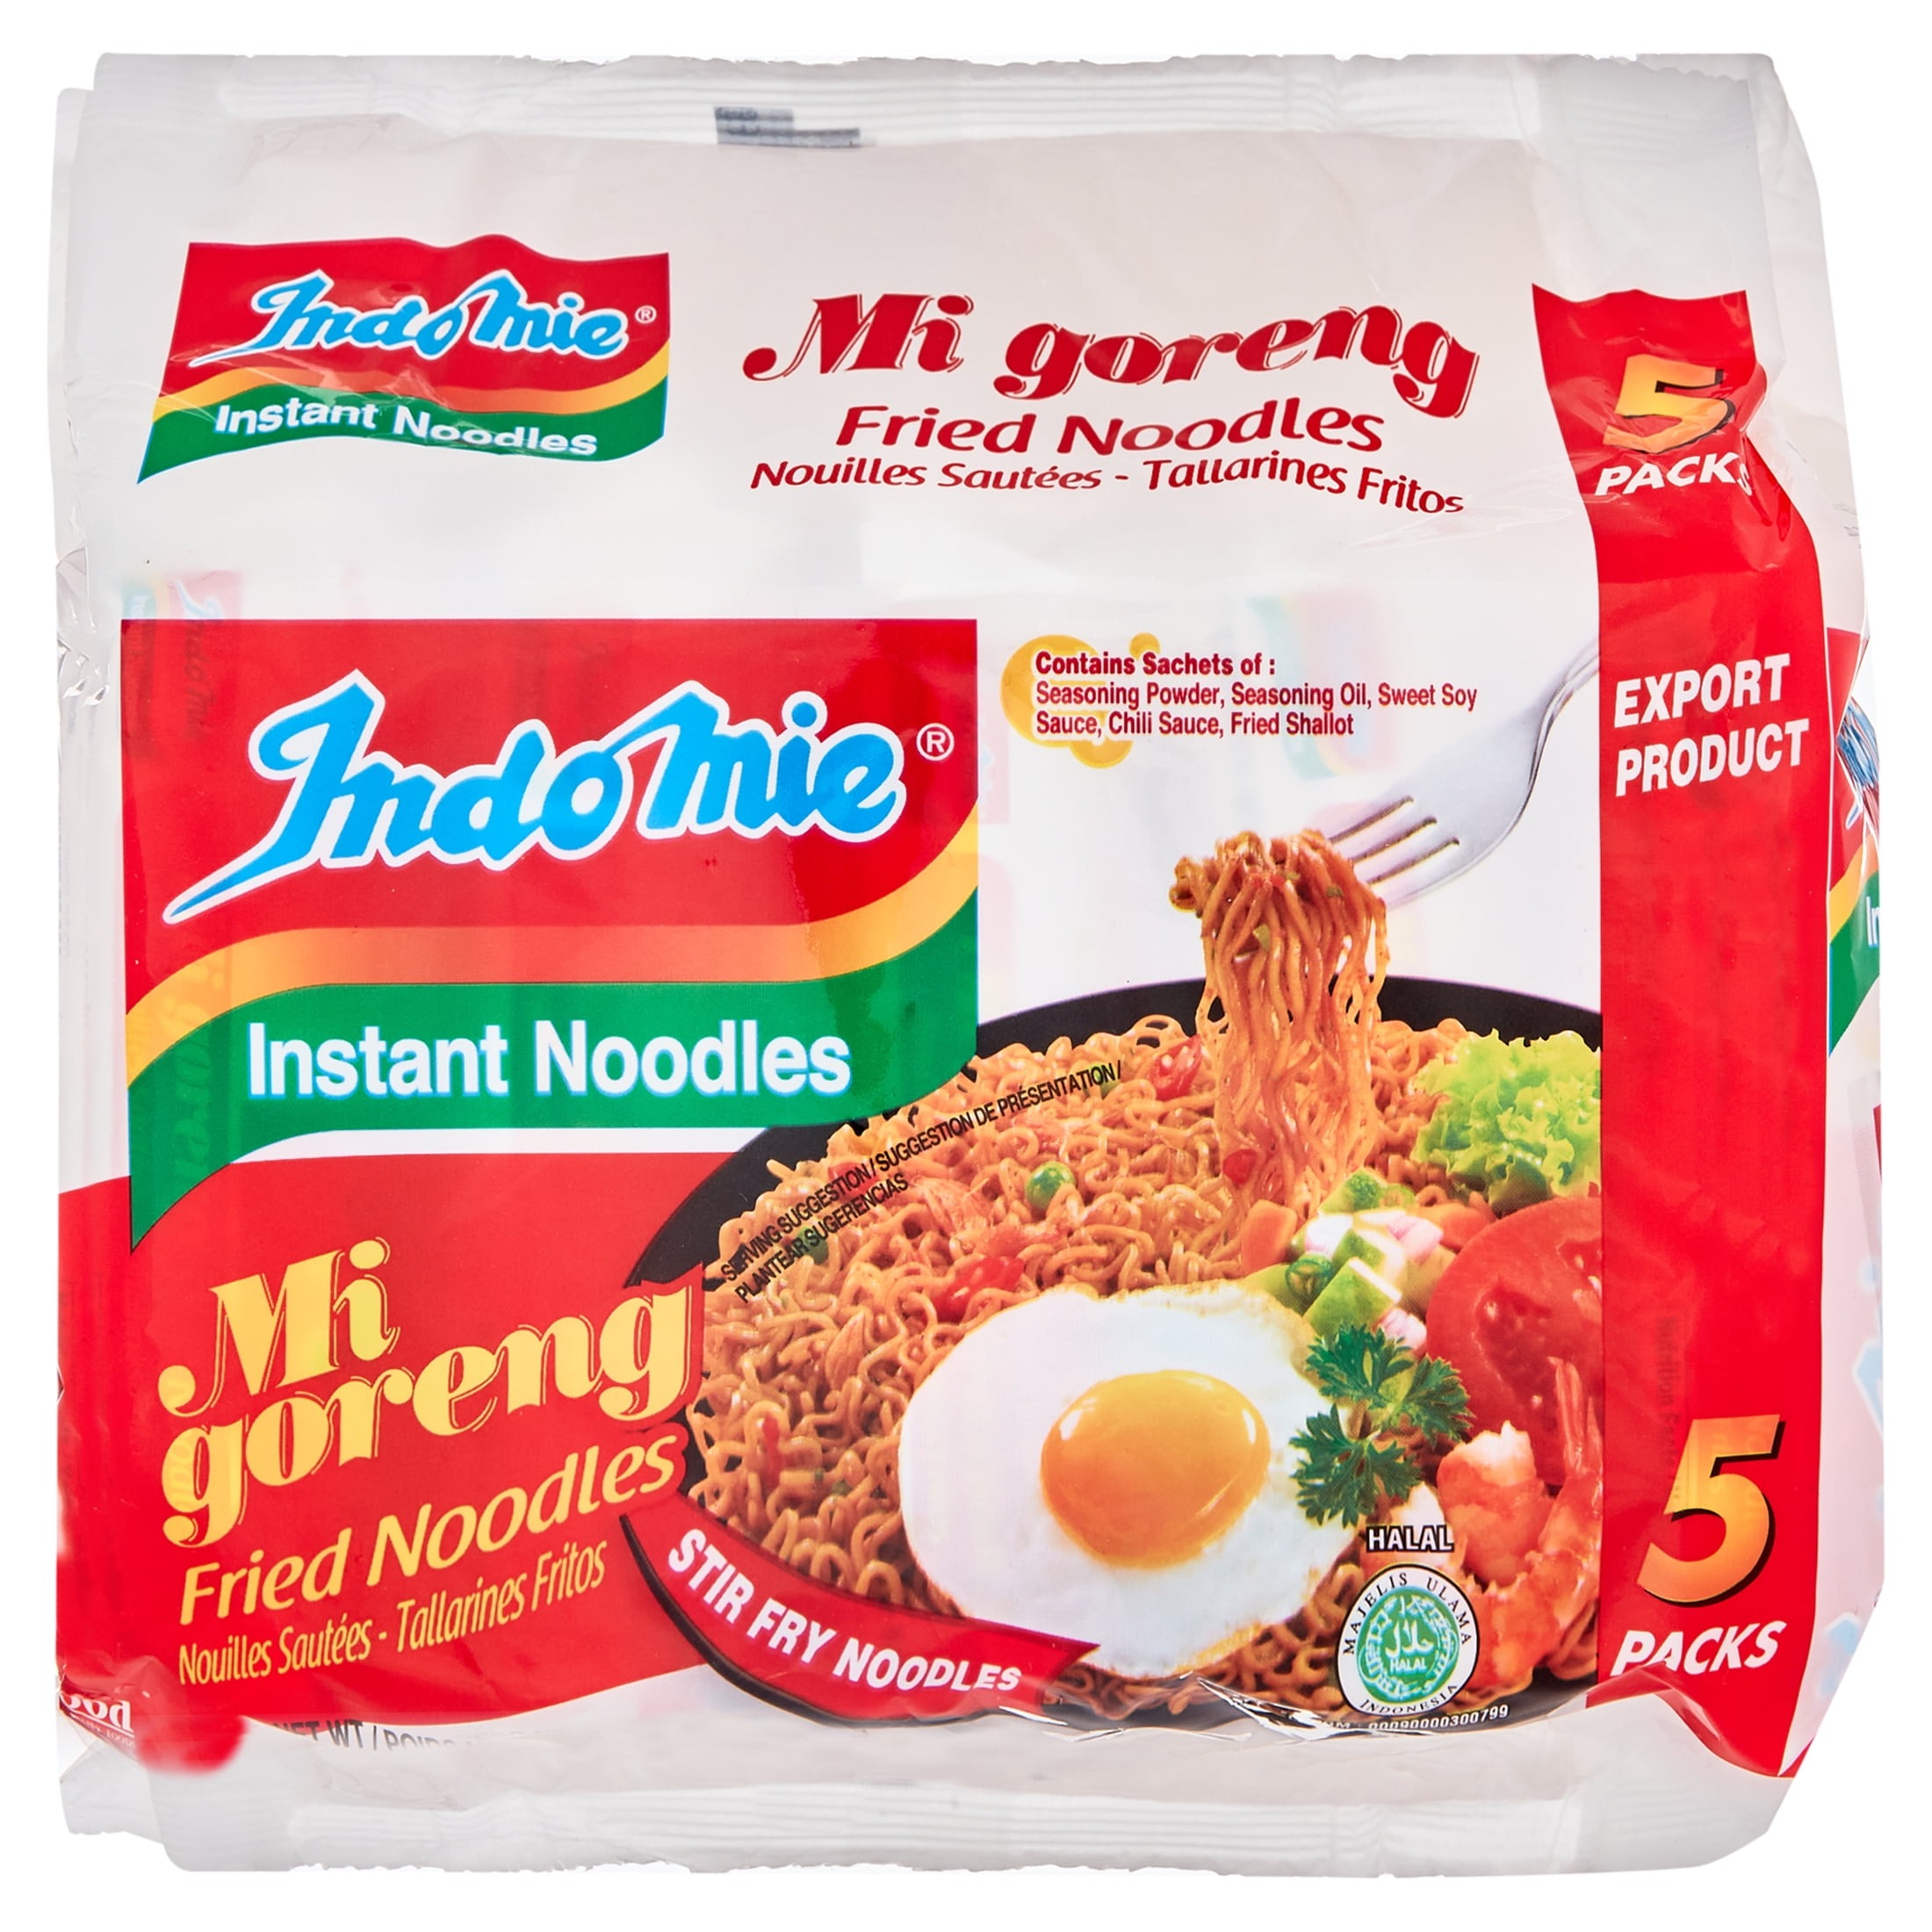 Indomie®
Instant Noodles
Mi goreng
Fried Noodles
Nouilles Sautées - Tallarines Fritos
5
PACKS
Contains Sachets of :
Seasoning Powder, Seasoning Oil, Sweet Soy
Sauce, Chili Sauce, Fried Shallot
EXPORT
PRODUCT
Indomie®
Instant Noodles
SERVING SUGGESTION / SUGGESTION DE PRÉSENTATION /
PLANTEAR SUGERENCIAS
Mi
goreng
Fried Noodles
Nouilles Sautées - Tallarines Fritos
STIR FRY NOODLES
HALAL
MAJELIS ULAMA
حلال
HALAL
INDONESIA
00090000300799
5
PACKS
NET WT /